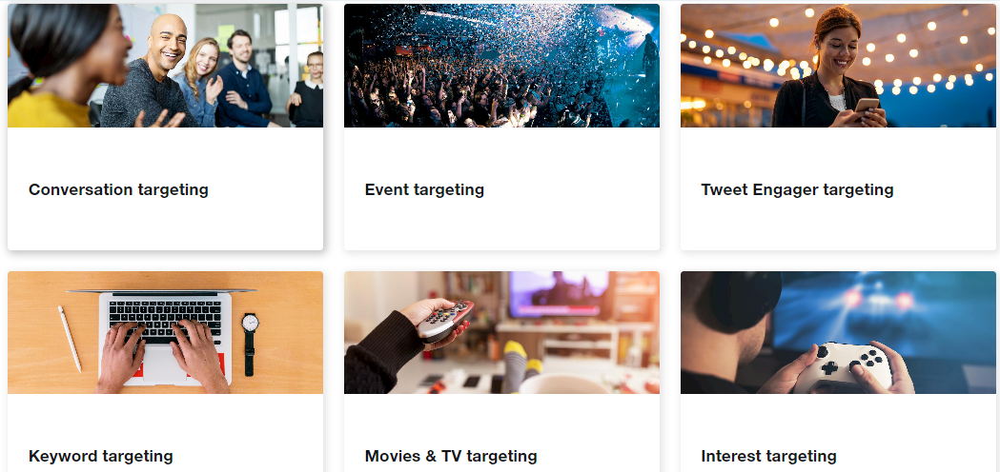 Conversation targeting
Event targeting
Tweet Engager targeting
Keyword targeting
Movies & TV targeting
Interest targeting